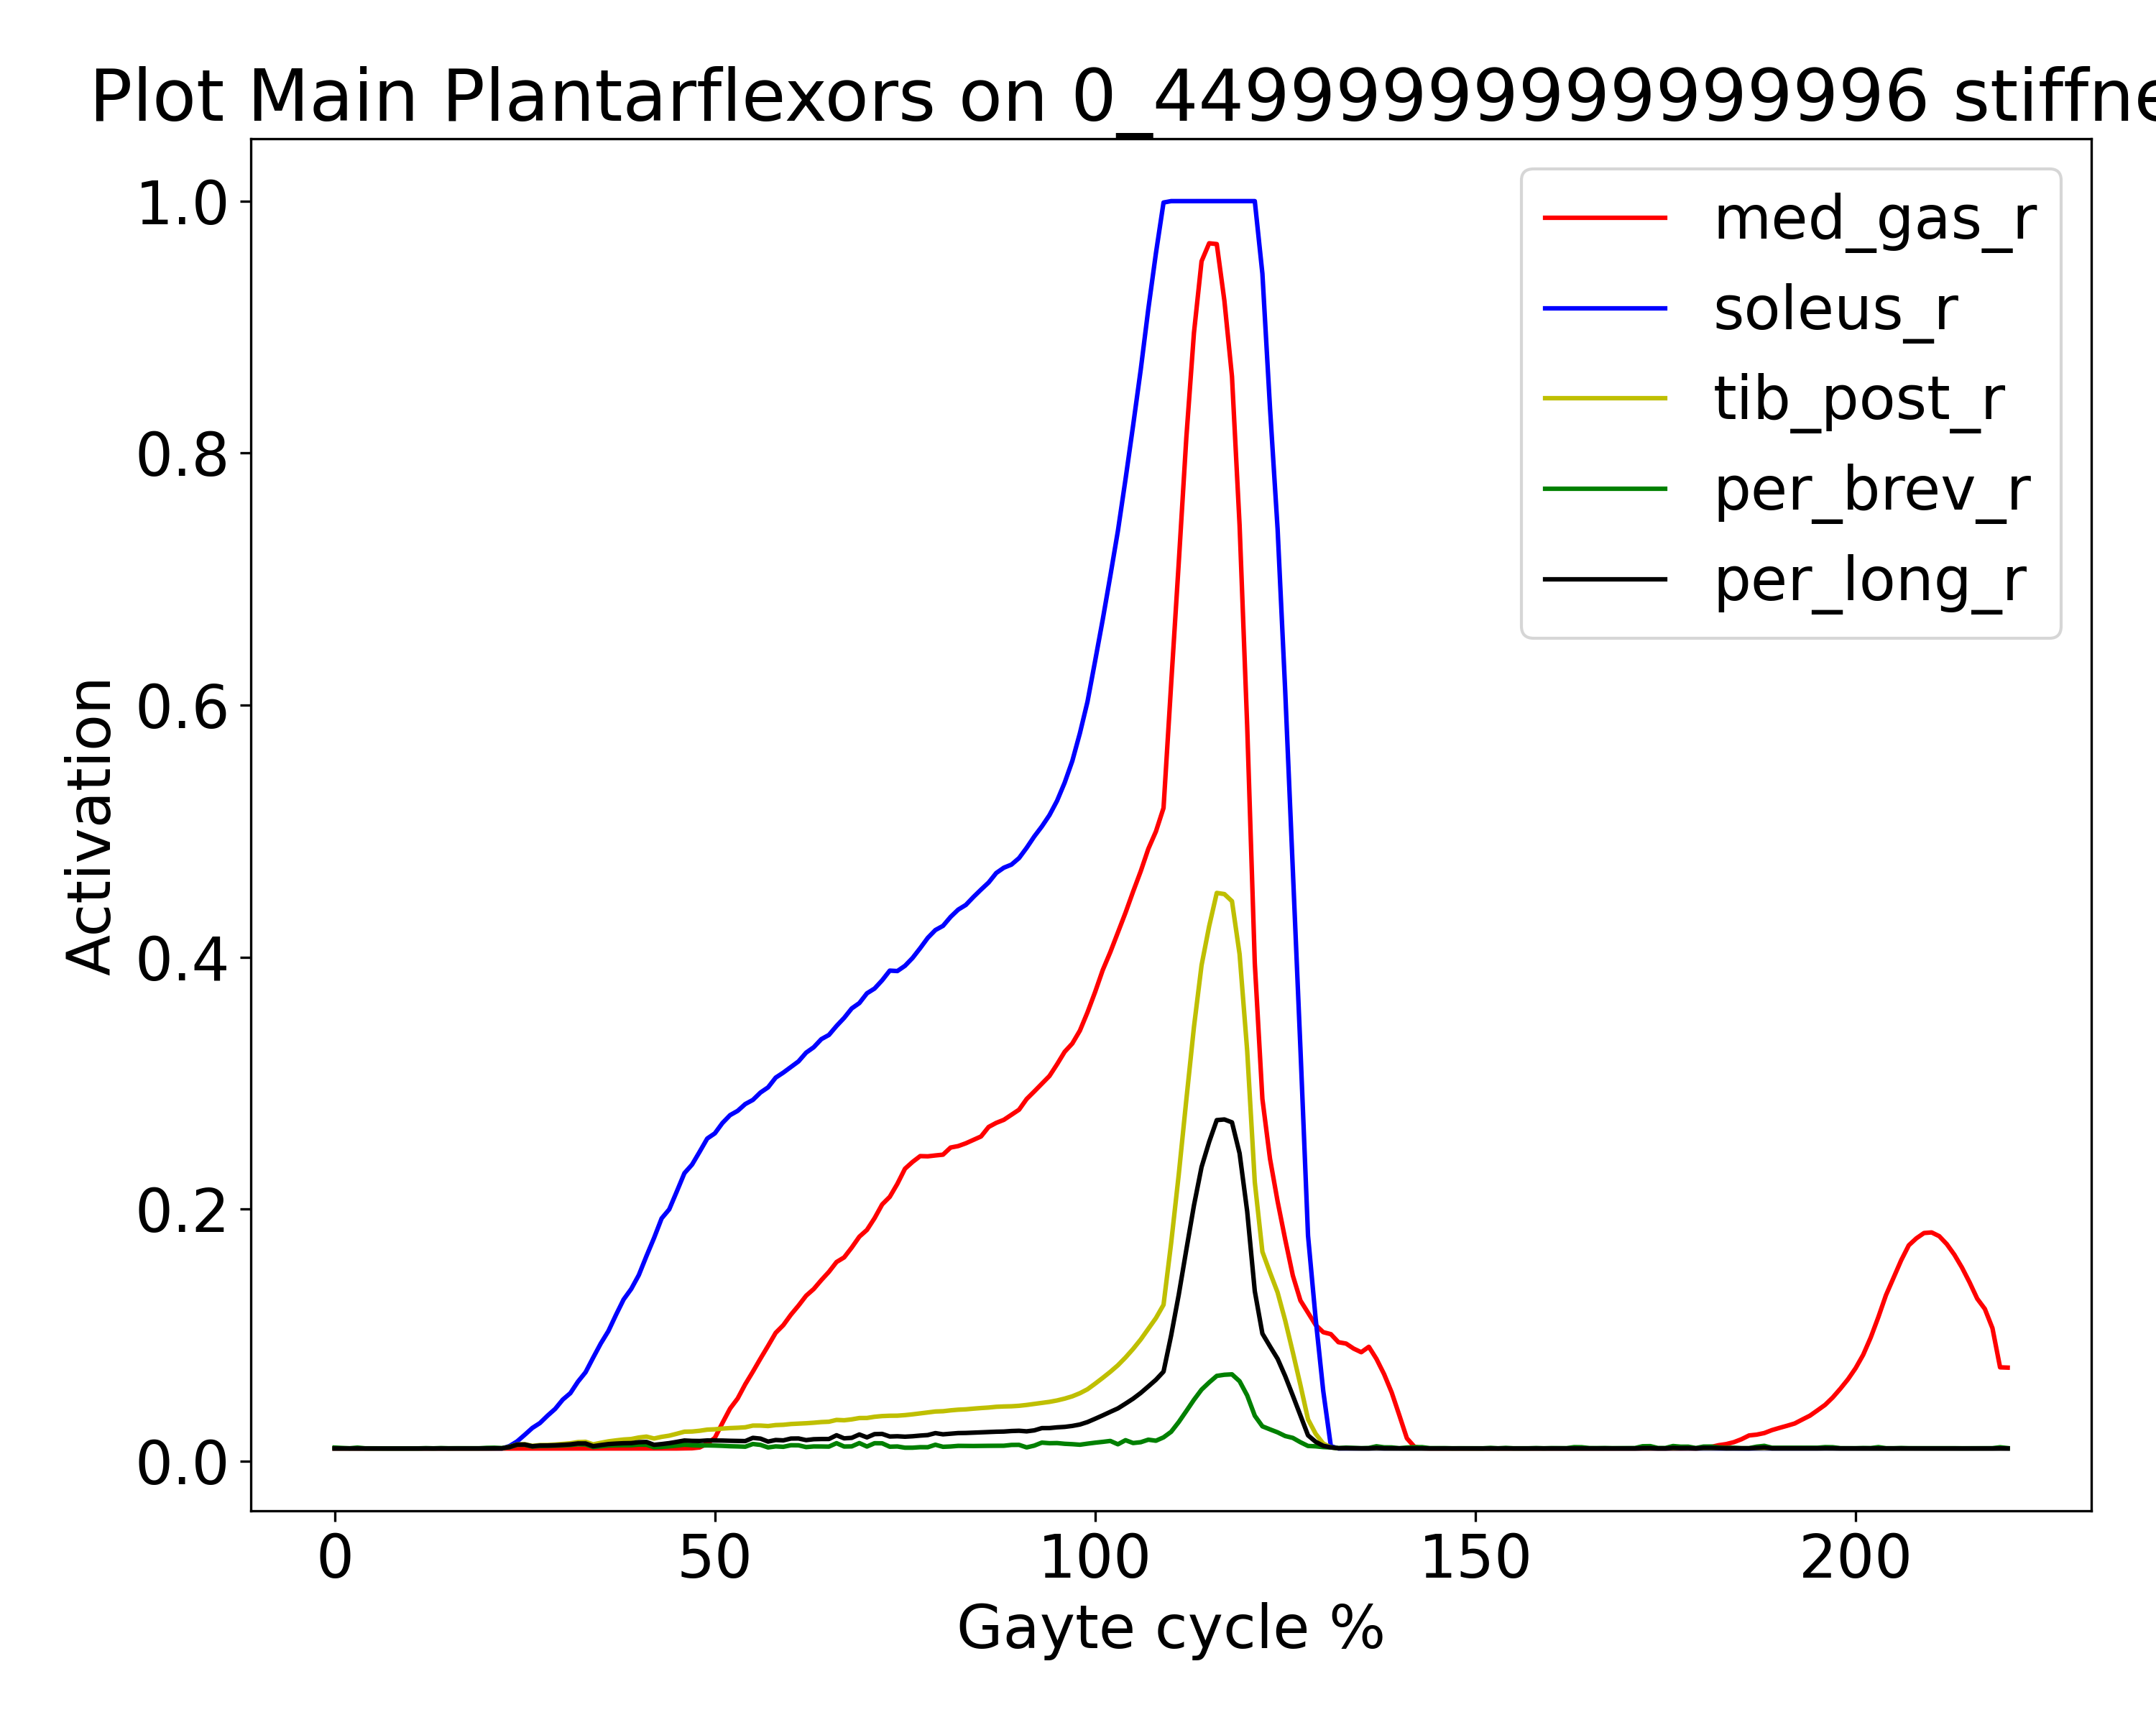 Plot Main Plantarflexors on 0_44999999999999996 stiffne
1.0
0.8
0.6
0.4
0.2
0.0
Activation
med_gas_r
soleus_r
tib_post_r
per_brev_r
per_long_r
0 50 100 150 200
Gayte cycle %